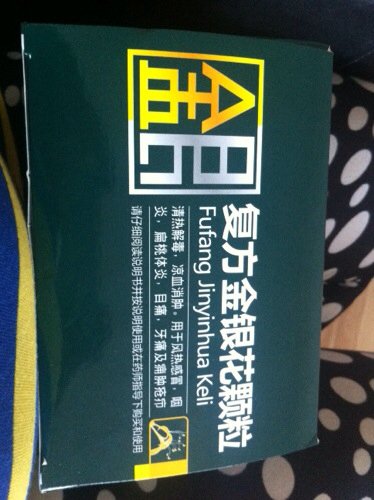 金银
复方金银花颗粒
Fufang Jinyinhua Keli
清热解毒，凉血消肿。用于风热感冒，咽
炎，扁桃体炎，目痛，牙痛及痈肿疮疖
请仔细阅读说明书并按说明使用或在药师指导下购买和使用